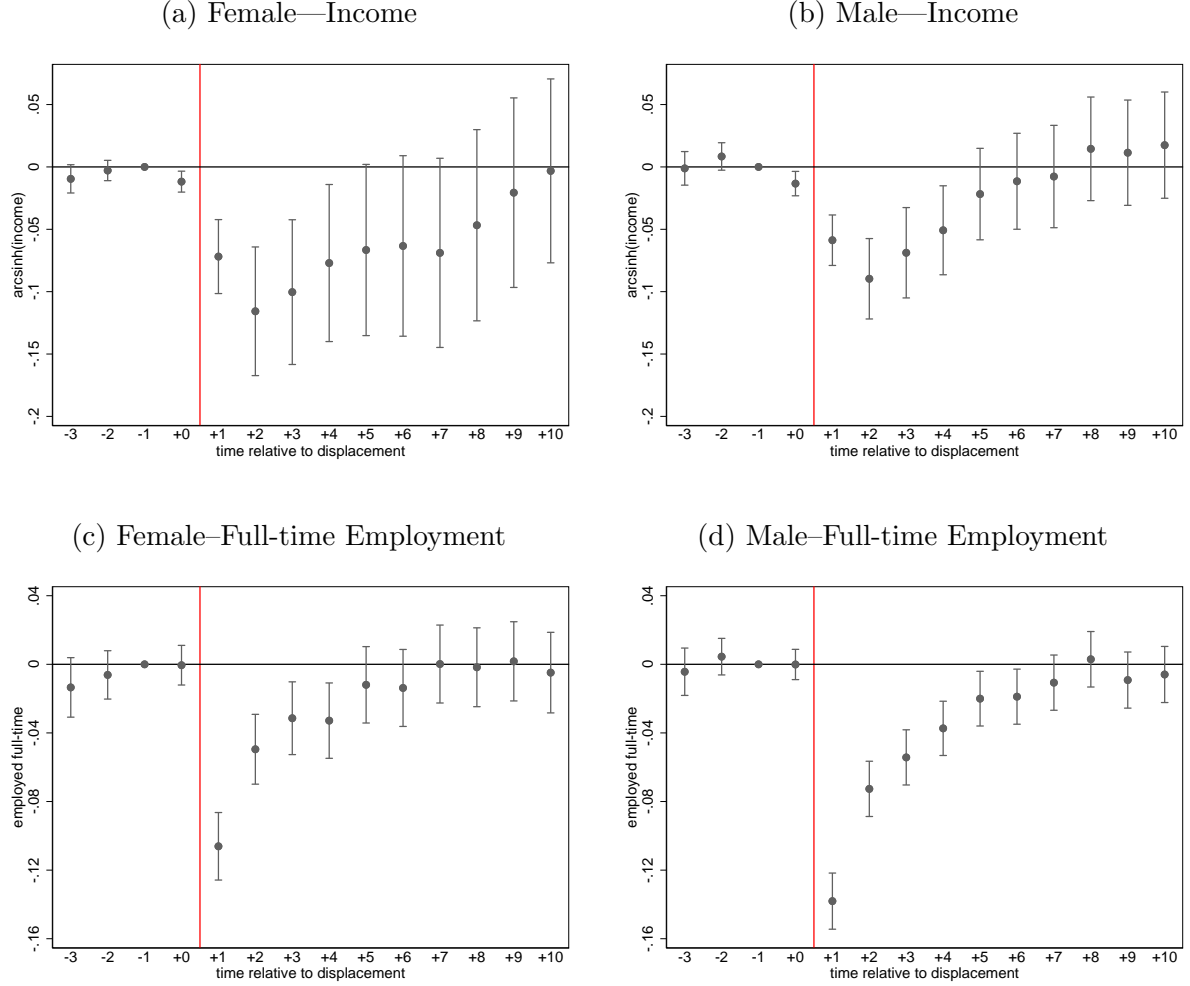 (a) Female—Income
(b) Male—Income
arcsinh(income)
.05
0
-.05
-.1
-.15
-.2
-3 -2 -1 +0 +1 +2 +3 +4 +5 +6 +7 +8 +9 +10
time relative to displacement
arcsinh(income)
.05
0
-.05
-.1
-.15
-.2
-3 -2 -1 +0 +1 +2 +3 +4 +5 +6 +7 +8 +9 +10
time relative to displacement
(c) Female–Full-time Employment
(d) Male–Full-time Employment
employed full-time
.04
0
-.04
-.08
-.12
-.16
-3 -2 -1 +0 +1 +2 +3 +4 +5 +6 +7 +8 +9 +10
time relative to displacement
employed full-time
.04
0
-.04
-.08
-.12
-.16
-3 -2 -1 +0 +1 +2 +3 +4 +5 +6 +7 +8 +9 +10
time relative to displacement